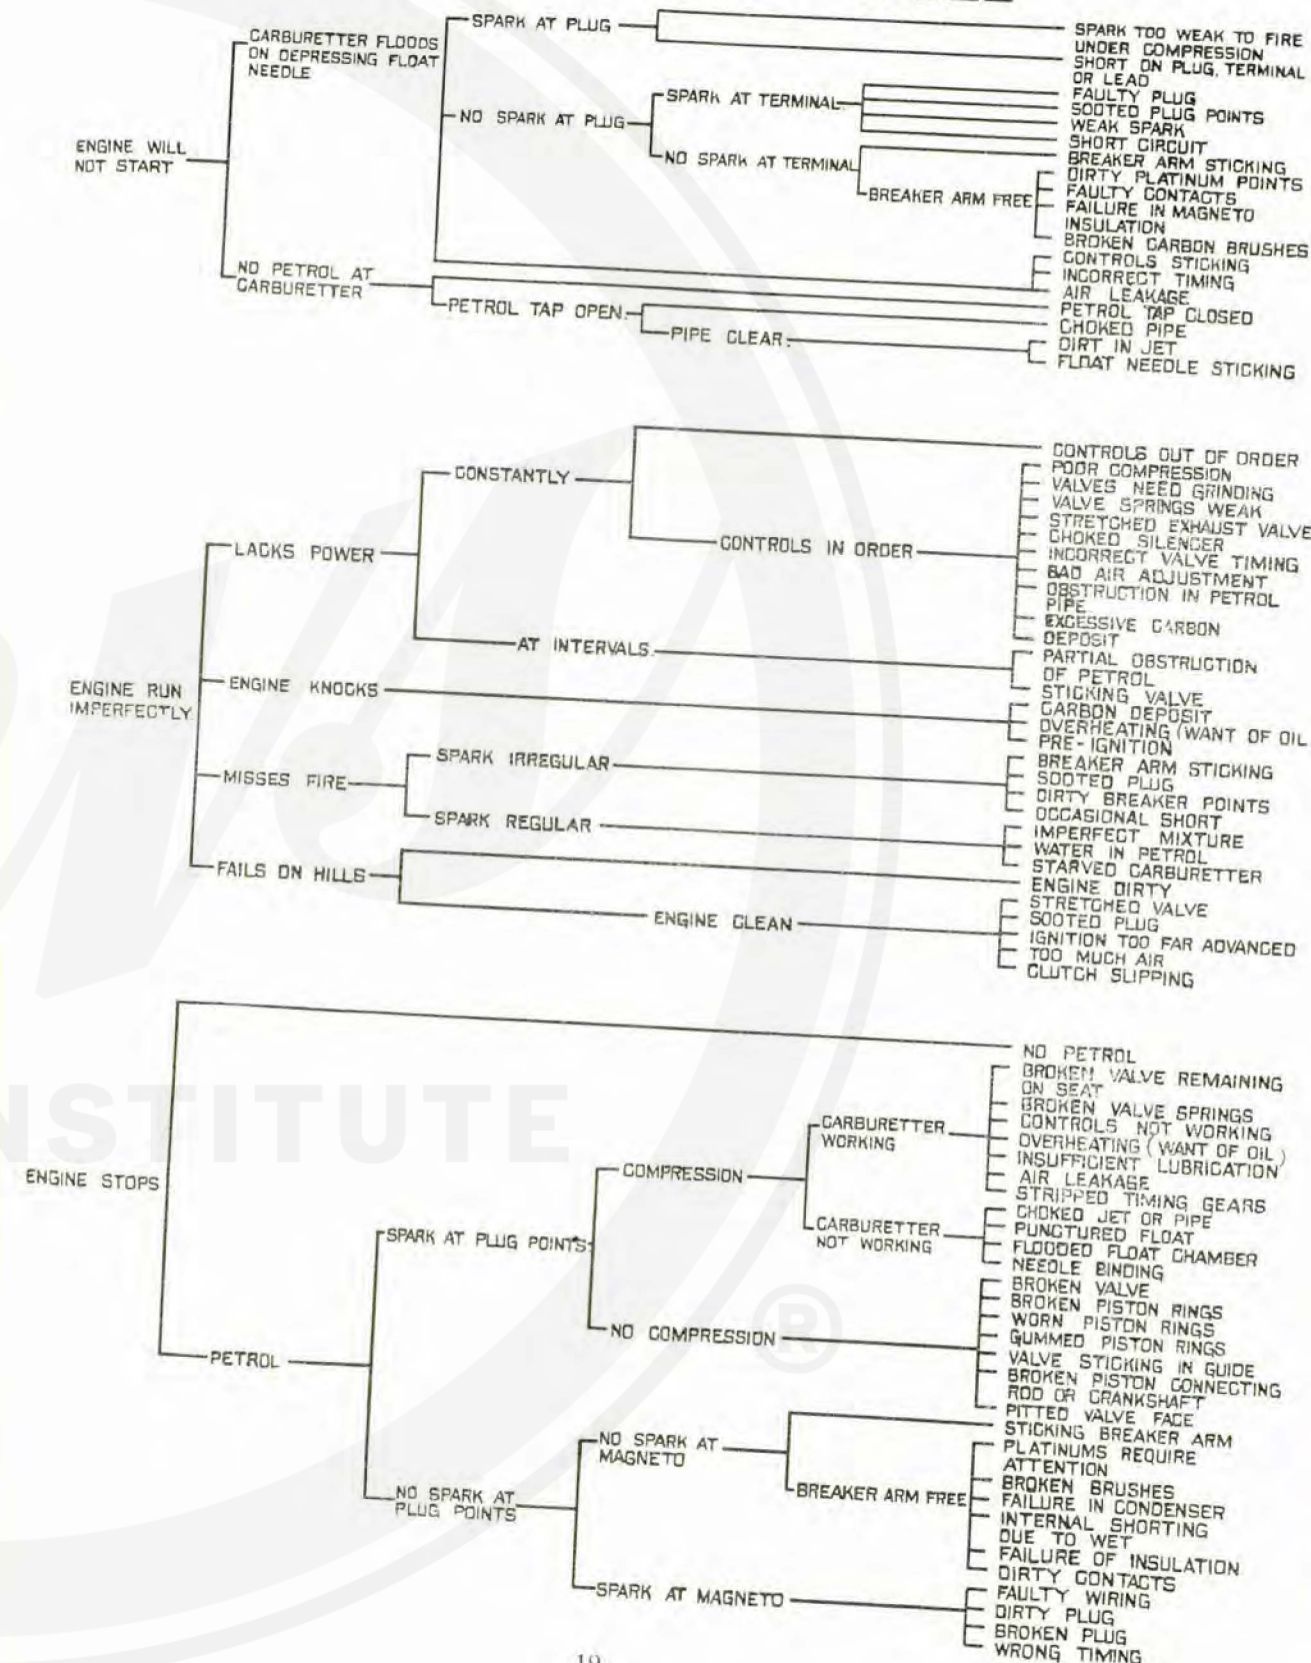 SPARK AT PLUG
SPARK TOO WEAK TO FIRE
UNDER COMPRESSION
SHORT ON PLUG, TERMINAL
OR LEAD
CARBURETTER FLOODS
ON DEPRESSING FLOAT
NEEDLE
NO SPARK AT PLUG
SPARK AT TERMINAL
FAULTY PLUG
SOOTED PLUG POINTS
WEAK SPARK
SHORT CIRCUIT
ENGINE WILL
NOT START
NO SPARK AT TERMINAL
BREAKER ARM STICKING
BREAKER ARM FREE
DIRTY PLATINUM POINTS
FAULTY CONTACTS
FAILURE IN MAGNETO
INSULATION
BROKEN CARBON BRUSHES
CONTROLS STICKING
INCORRECT TIMING
AIR LEAKAGE
NO PETROL AT
CARBURETTER
PETROL TAP CLOSED
PETROL TAP OPEN.
CHOKED PIPE
PIPE CLEAR.
DIRT IN JET
FLOAT NEEDLE STICKING
CONSTANTLY
CONTROLS OUT OF ORDER
LACKS POWER
CONTROLS IN ORDER
POOR COMPRESSION
VALVES NEED GRINDING
VALVE SPRINGS WEAK
STRETCHED EXHAUST VALVE
CHOKED SILENCER
INCORRECT VALVE TIMING
BAD AIR ADJUSTMENT
OBSTRUCTION IN PETROL
PIPE
EXCESSIVE CARBON
DEPOSIT
AT INTERVALS.
PARTIAL OBSTRUCTION
OF PETROL
STICKING VALVE
ENGINE RUN
IMPERFECTLY
ENGINE KNOCKS
CARBON DEPOSIT
OVERHEATING (WANT OF OIL
PRE-IGNITION
MISSES FIRE
SPARK IRREGULAR
BREAKER ARM STICKING
SOOTED PLUG
DIRTY BREAKER POINTS
OCCASIONAL SHORT
SPARK REGULAR
IMPERFECT MIXTURE
WATER IN PETROL
STARVED CARBURETTER
FAILS ON HILLS
ENGINE DIRTY
ENGINE CLEAN
STRETCHED VALVE
SOOTED PLUG
IGNITION TOO FAR ADVANCED
TOO MUCH AIR
CLUTCH SLIPPING
NSTITUTE
®
ENGINE STOPS
NO PETROL
PETROL
SPARK AT PLUG POINTS
COMPRESSION
CARBURETTER
WORKING
BROKEN VALVE REMAINING
ON SEAT
BROKEN VALVE SPRINGS
CONTROLS NOT WORKING
OVERHEATING (WANT OF OIL)
INSUFFICIENT LUBRICATION
AIR LEAKAGE
STRIPPED TIMING GEARS
CARBURETTER
NOT WORKING
CHOKED JET OR PIPE
PUNCTURED FLOAT
FLOODED FLOAT CHAMBER
NEEDLE BINDING
NO COMPRESSION
BROKEN VALVE
BROKEN PISTON RINGS
WORN PISTON RINGS
GUMMED PISTON RINGS
VALVE STICKING IN GUIDE
BROKEN PISTON CONNECTING
ROD OR CRANKSHAFT
PITTED VALVE FACE
NO SPARK AT
PLUG POINTS
NO SPARK AT
MAGNETO
STICKING BREAKER ARM
BREAKER ARM FREE
PLATINUMS REQUIRE
ATTENTION
BROKEN BRUSHES
FAILURE IN CONDENSER
INTERNAL SHORTING
DUE TO WET
FAILURE OF INSULATION
DIRTY CONTACTS
SPARK AT MAGNETO
FAULTY WIRING
DIRTY PLUG
BROKEN PLUG
WRONG TIMING